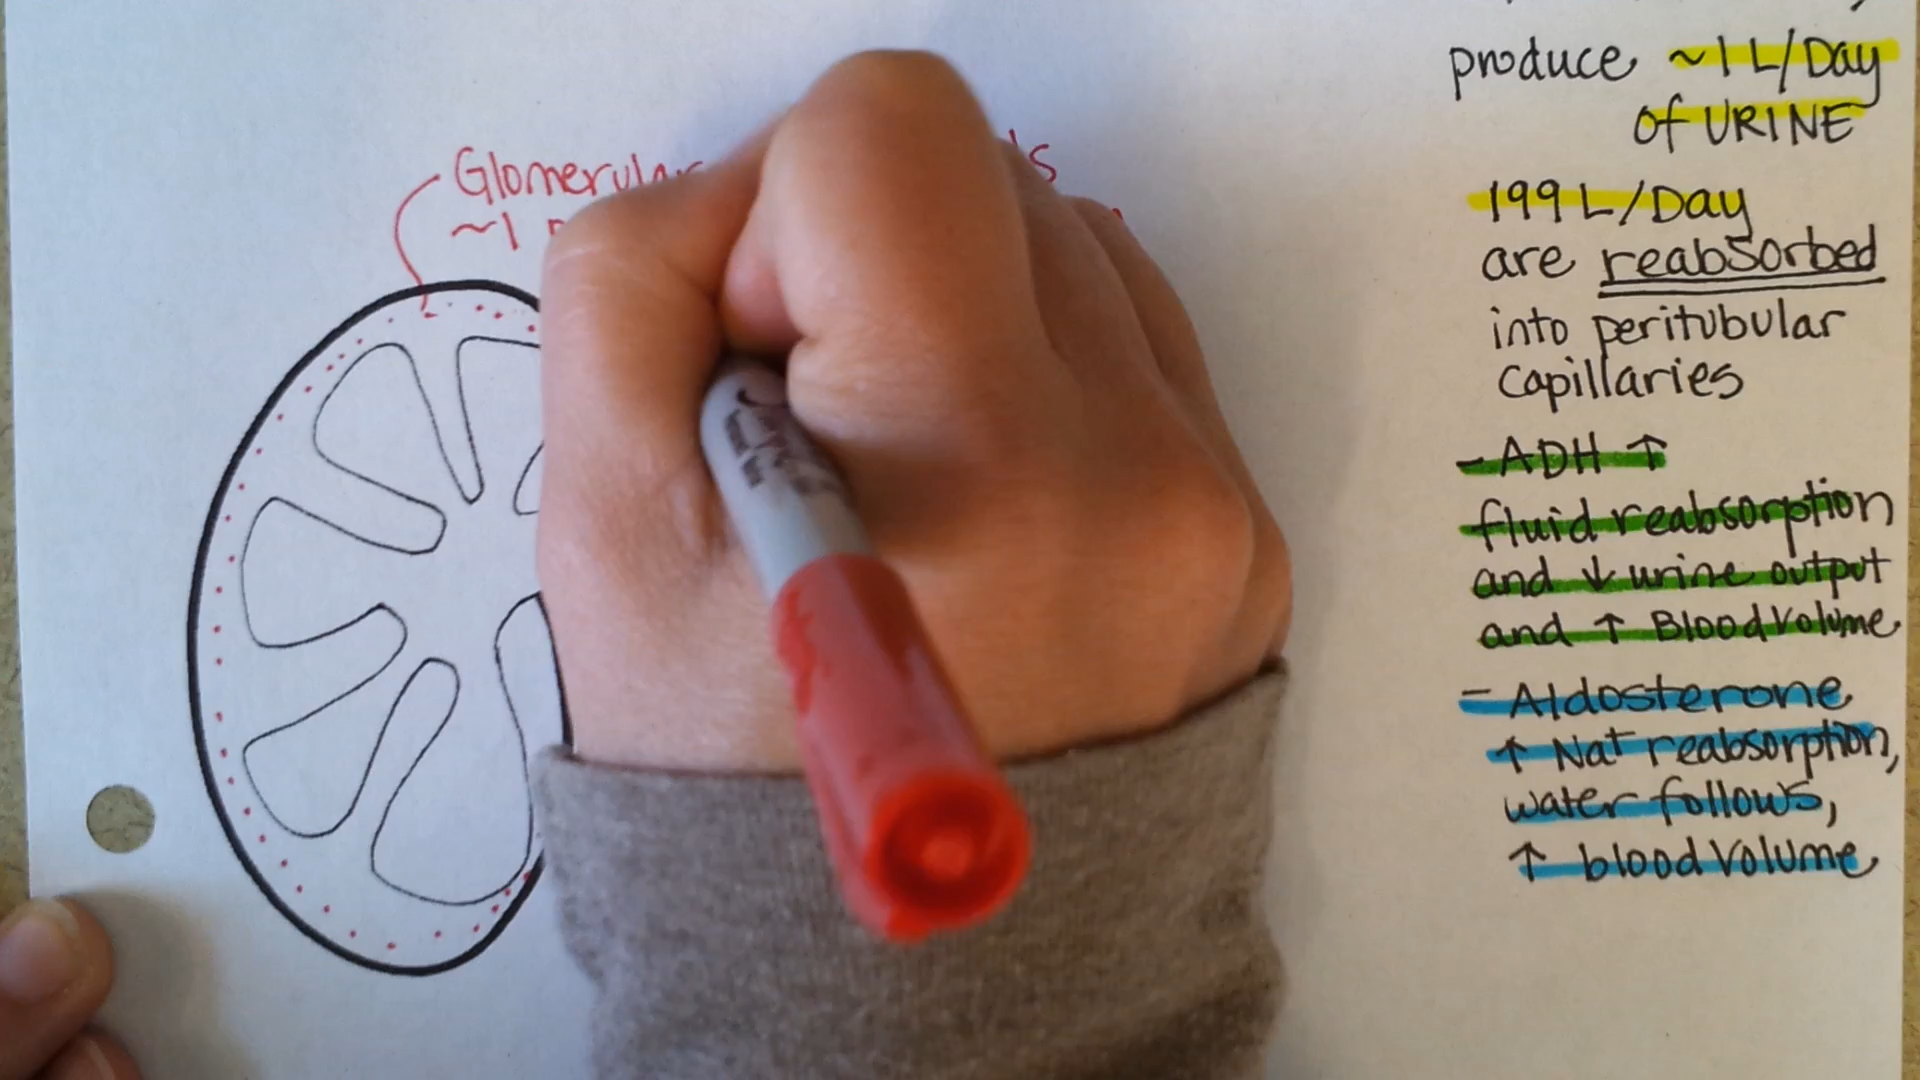 Glomerular
~1
produce ~1 L/Day
of URINE
199 L/Day
are reabsorbed
into peritubular
capillaries
- ADH ↑
fluid reabsorption
and ↓ urine output
and ↑ Blood Volume
- Aldosterone
↑ Na+ reabsorption,
water follows,
↑ blood Volume